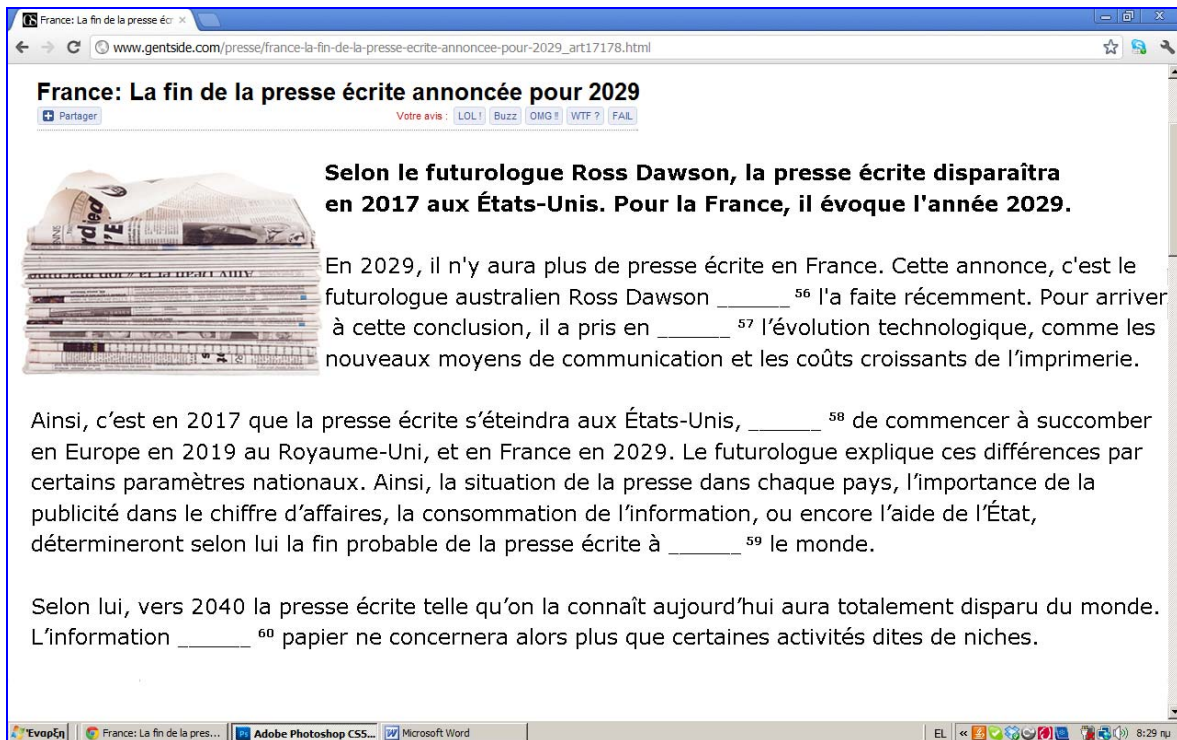 France: La fin de la presse écr
www.gentside.com/presse/france-la-fin-de-la-presse-ecrite-annoncee-pour-2029_art17178.html
France: La fin de la presse écrite annoncée pour 2029
Partager Votre avis : LOL ! Buzz OMG !! WTF ? FAIL
Selon le futurologue Ross Dawson, la presse écrite disparaîtra
en 2017 aux États-Unis. Pour la France, il évoque l'année 2029.
En 2029, il n'y aura plus de presse écrite en France. Cette annonce, c'est le
futurologue australien Ross Dawson ______ 56 l'a faite récemment. Pour arriver
à cette conclusion, il a pris en ______ 57 l’évolution technologique, comme les
nouveaux moyens de communication et les coûts croissants de l’imprimerie.
Ainsi, c’est en 2017 que la presse écrite s’éteindra aux États-Unis, ______ 58 de commencer à succomber
en Europe en 2019 au Royaume-Uni, et en France en 2029. Le futurologue explique ces différences par
certains paramètres nationaux. Ainsi, la situation de la presse dans chaque pays, l’importance de la
publicité dans le chiffre d’affaires, la consommation de l’information, ou encore l’aide de l’État,
détermineront selon lui la fin probable de la presse écrite à ______ 59 le monde.
Selon lui, vers 2040 la presse écrite telle qu’on la connaît aujourd’hui aura totalement disparu du monde.
L’information ______ 60 papier ne concernera alors plus que certaines activités dites de niches.
Έναρξη France: La fin de la pres... Adobe Photoshop CS5... Microsoft Word EL 8:29 πμ